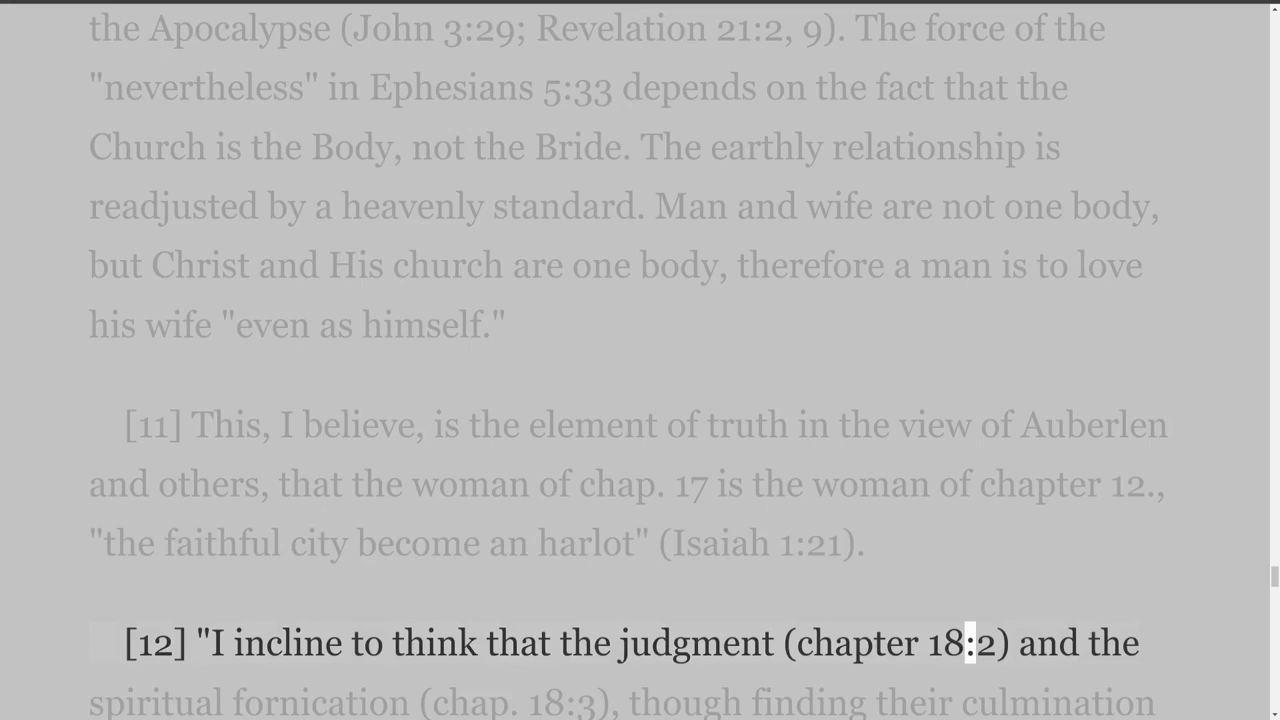 the Apocalypse (John 3:29; Revelation 21:2, 9). The force of the
"nevertheless" in Ephesians 5:33 depends on the fact that the
Church is the Body, not the Bride. The earthly relationship is
readjusted by a heavenly standard. Man and wife are not one body,
but Christ and His church are one body, therefore a man is to love
his wife "even as himself."
[11] This, I believe, is the element of truth in the view of Auberlen
and others, that the woman of chap. 17 is the woman of chapter 12.,
"the faithful city become an harlot" (Isaiah 1:21).
[12] "I incline to think that the judgment (chapter 18:2) and the
spiritual fornication (chap. 18:3), though finding their culmination